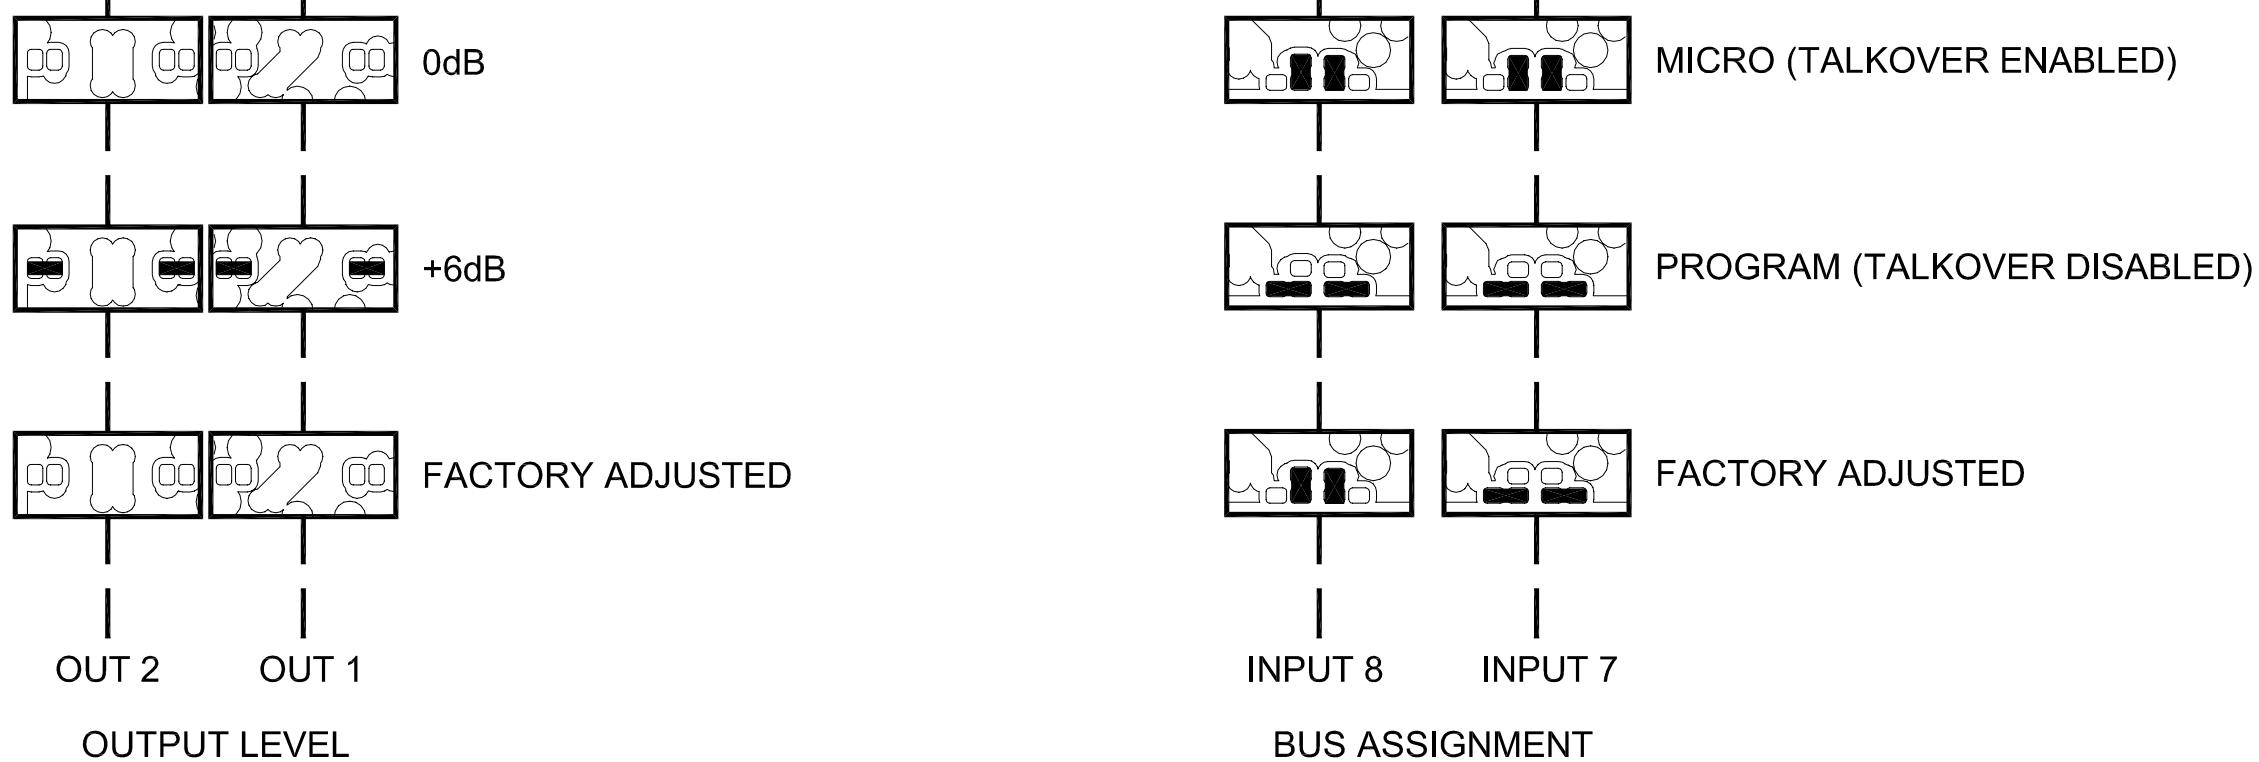 0dB
+6dB
FACTORY ADJUSTED
OUT 2 OUT 1
OUTPUT LEVEL
MICRO (TALKOVER ENABLED)
PROGRAM (TALKOVER DISABLED)
FACTORY ADJUSTED
INPUT 8 INPUT 7
BUS ASSIGNMENT